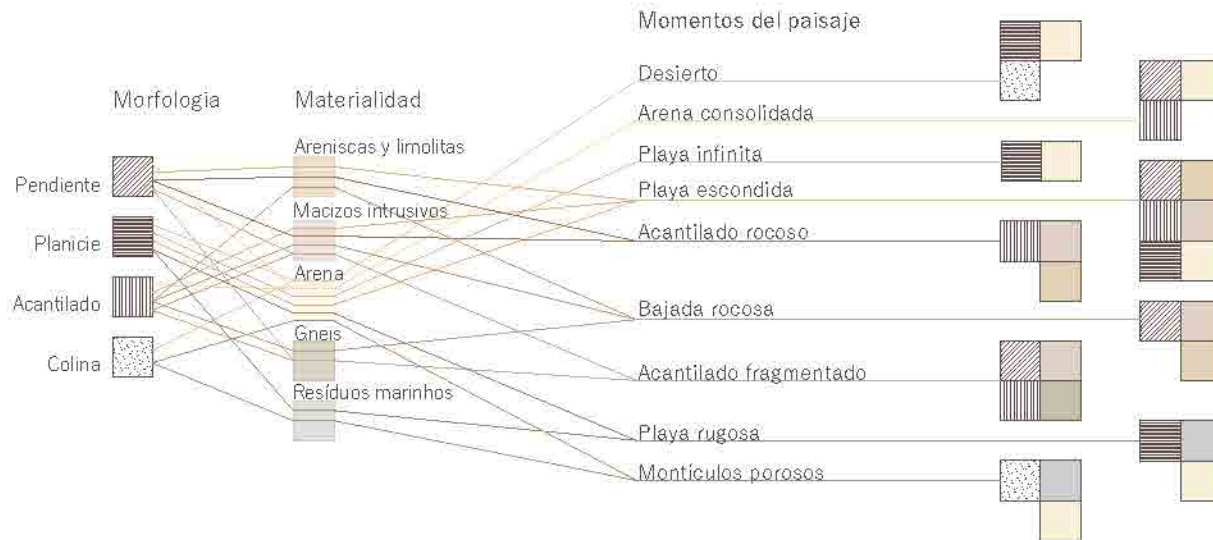 Momentos del paisaje
Morfologia
Materialidad
Pendiente
Planicie
Acantilado
Colina
Areniscas y limolitas
Macizos intrusivos
Arena
Gneis
Resíduos marinhos
Desierto
Arena consolidada
Playa infinita
Playa escondida
Acantilado rocoso
Bajada rocosa
Acantilado fragmentado
Playa rugosa
Montículos porosos